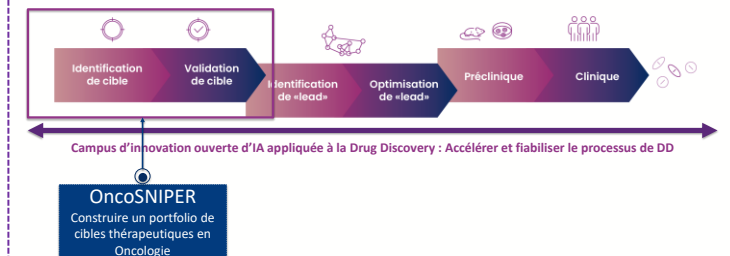 Identification
de cible
Validation
de cible
Identification
de «lead»
Optimisation
de «lead»
Préclinique
Clinique
Campus d’innovation ouverte d’IA appliquée à la Drug Discovery : Accélérer et fiabiliser le processus de DD
OncoSNIPER
Construire un portfolio de
cibles thérapeutiques en
Oncologie